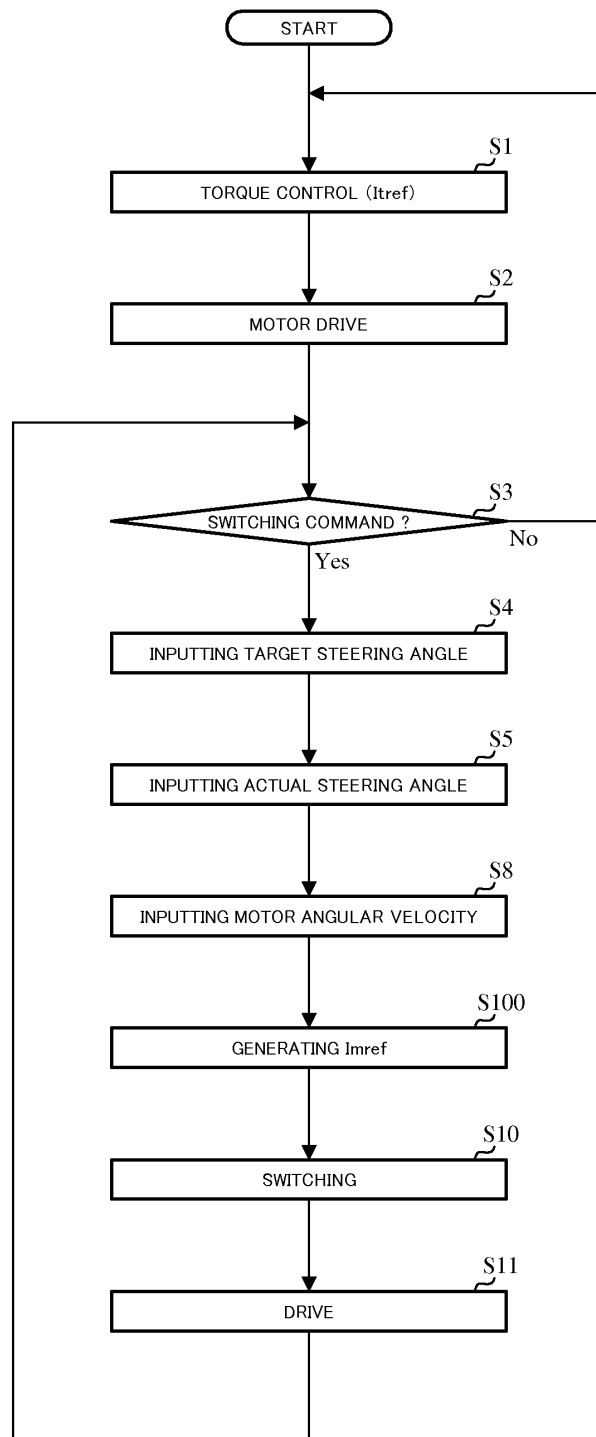 START
S1
TORQUE CONTROL (Itref)
S2
MOTOR DRIVE
S3
SWITCHING COMMAND ?
No
Yes
S4
INPUTTING TARGET STEERING ANGLE
S5
INPUTTING ACTUAL STEERING ANGLE
S8
INPUTTING MOTOR ANGULAR VELOCITY
S100
GENERATING Imref
S10
SWITCHING
S11
DRIVE